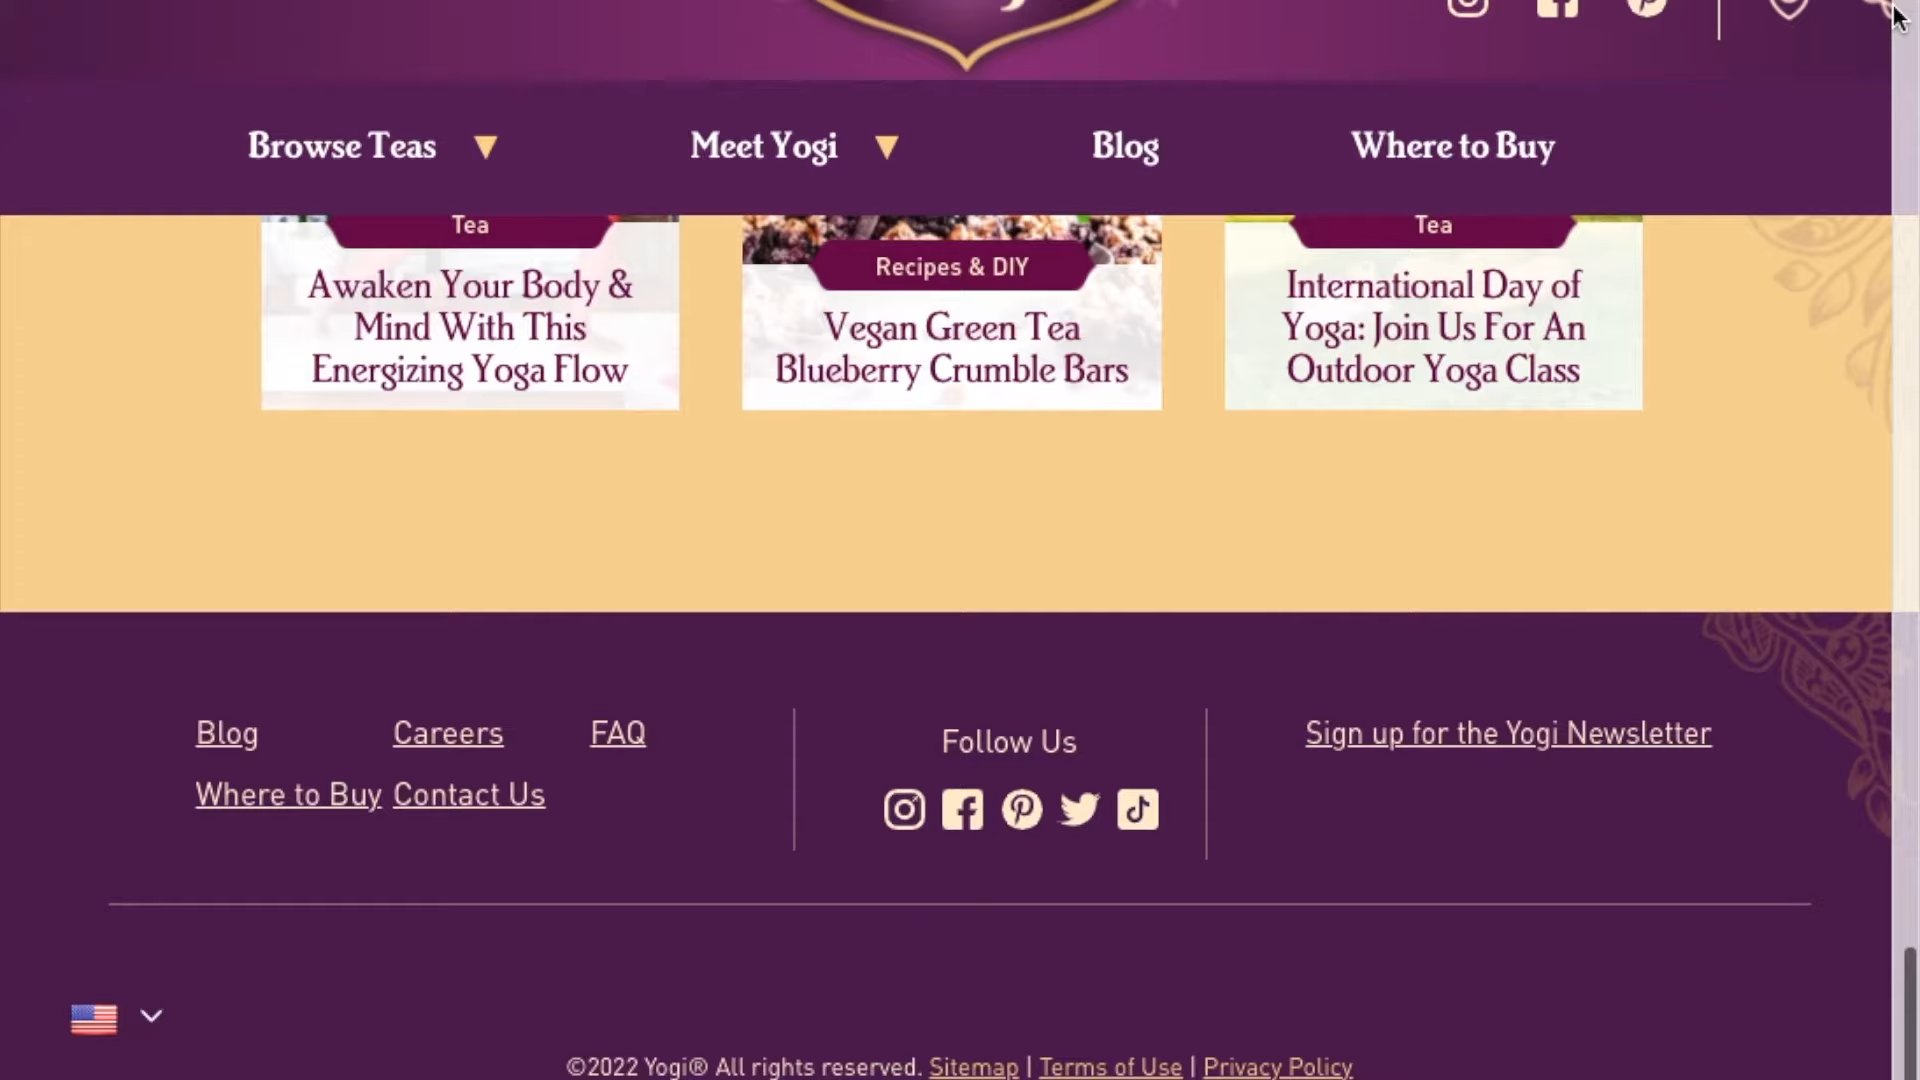 Browse Teas ▼ Meet Yogi ▼ Blog Where to Buy
Tea
Awaken Your Body &
Mind With This
Energizing Yoga Flow
Recipes & DIY
Vegan Green Tea
Blueberry Crumble Bars
Tea
International Day of
Yoga: Join Us For An
Outdoor Yoga Class
Blog Careers FAQ
Where to Buy Contact Us
Follow Us
Sign up for the Yogi Newsletter
©2022 Yogi® All rights reserved. Sitemap | Terms of Use | Privacy Policy